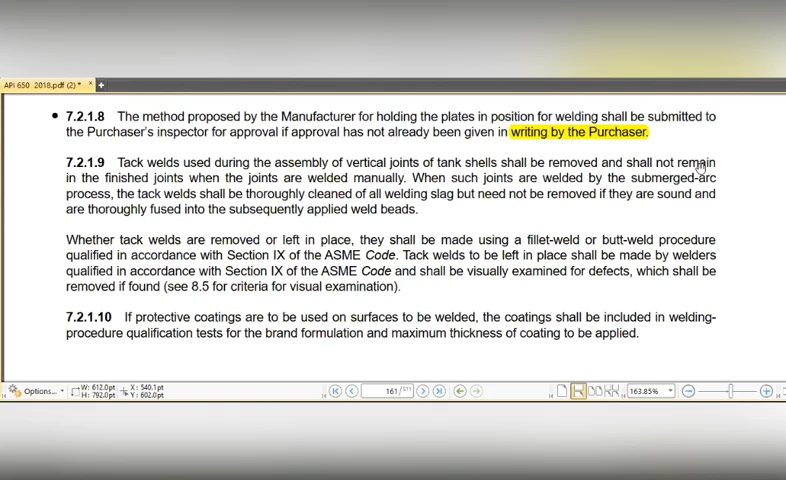 API 650 2018.pdf (2) *
• 7.2.1.8 The method proposed by the Manufacturer for holding the plates in position for welding shall be submitted to
the Purchaser's inspector for approval if approval has not already been given in writing by the Purchaser.
7.2.1.9 Tack welds used during the assembly of vertical joints of tank shells shall be removed and shall not remain
in the finished joints when the joints are welded manually. When such joints are welded by the submerged-arc
process, the tack welds shall be thoroughly cleaned of all welding slag but need not be removed if they are sound and
are thoroughly fused into the subsequently applied weld beads.
Whether tack welds are removed or left in place, they shall be made using a fillet-weld or butt-weld procedure
qualified in accordance with Section IX of the ASME Code. Tack welds to be left in place shall be made by welders
qualified in accordance with Section IX of the ASME Code and shall be visually examined for defects, which shall be
removed if found (see 8.5 for criteria for visual examination).
7.2.1.10 If protective coatings are to be used on surfaces to be welded, the coatings shall be included in welding-
procedure qualification tests for the brand formulation and maximum thickness of coating to be applied.
Options... W: 612.0pt X: 540.1pt 161 / 511 163.85%
H: 792.0pt Y: 602.0pt